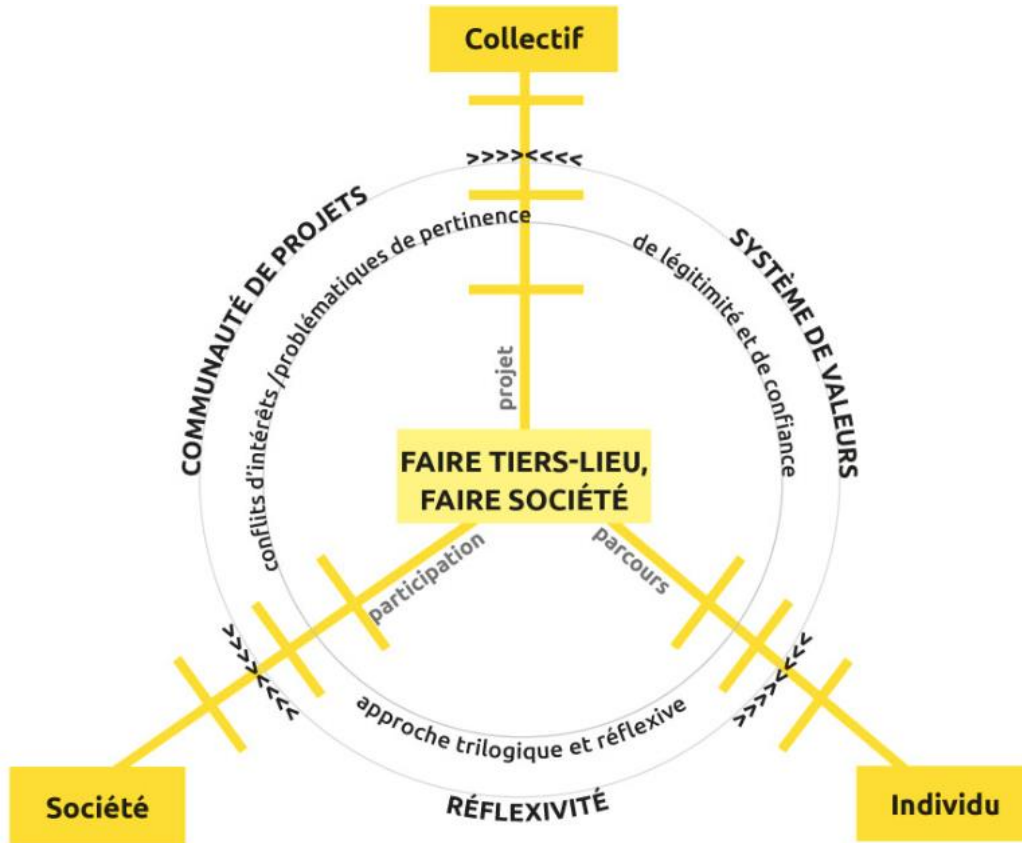 Collectif
>>>><<<<
COMMUNAUTÉ DE PROJETS
SYSTÈME DE VALEURS
conflits d'intérêts /problématiques de pertinence
de légitimité et de confiance
projet
FAIRE TIERS-LIEU,
FAIRE SOCIÉTÉ
participation
parcours
>>>><<<<
>>>><<<<
approche trilogique et réflexive
RÉFLEXIVITÉ
Société
Individu